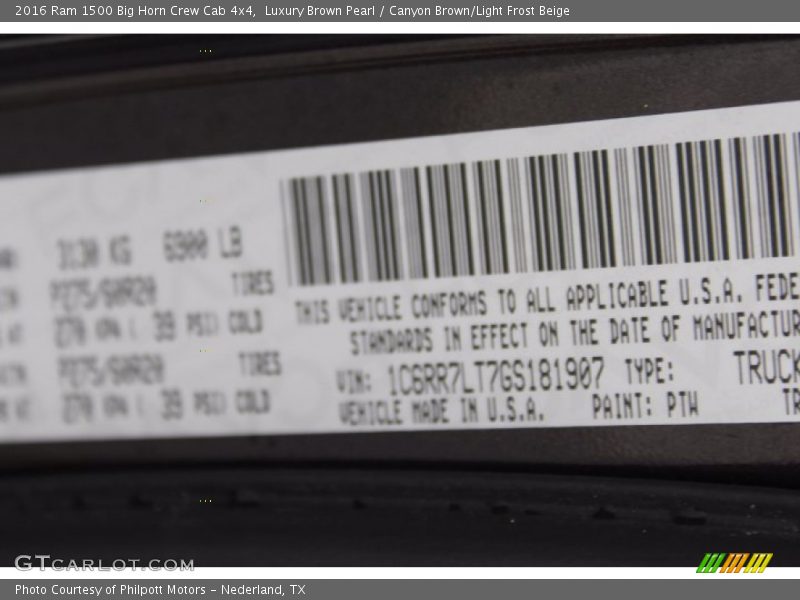 2016 Ram 1500 Big Horn Crew Cab 4x4,  Luxury Brown Pearl / Canyon Brown/Light Frost Beige
3130 KG 6900 LB
P275/60R20 TIRES
270 KPA ( 39 PSI) COLD
P275/60R20 TIRES
270 KPA ( 39 PSI) COLD
THIS VEHICLE CONFORMS TO ALL APPLICABLE U.S.A. FEDE
STANDARDS IN EFFECT ON THE DATE OF MANUFACTUR
VIN: 1C6RR7LT7GS181907 TYPE: TRUCK
VEHICLE MADE IN U.S.A. PAINT: PTW TR
GTCARLOT.COM
Photo Courtesy of Philpott Motors - Nederland, TX